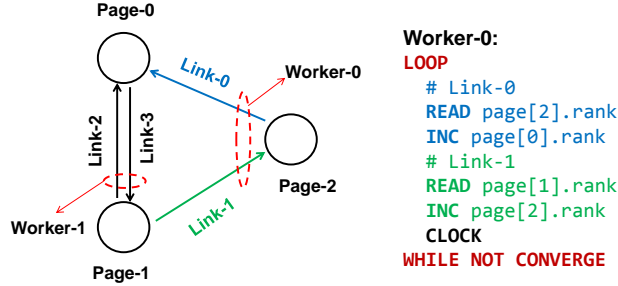 Page-0
Link-0
Worker-0
Link-2
Link-3
Page-2
Link-1
Worker-1
Page-1
Worker-0:
LOOP
# Link-0
READ page[2].rank
INC page[0].rank
# Link-1
READ page[1].rank
INC page[2].rank
CLOCK
WHILE NOT CONVERGE